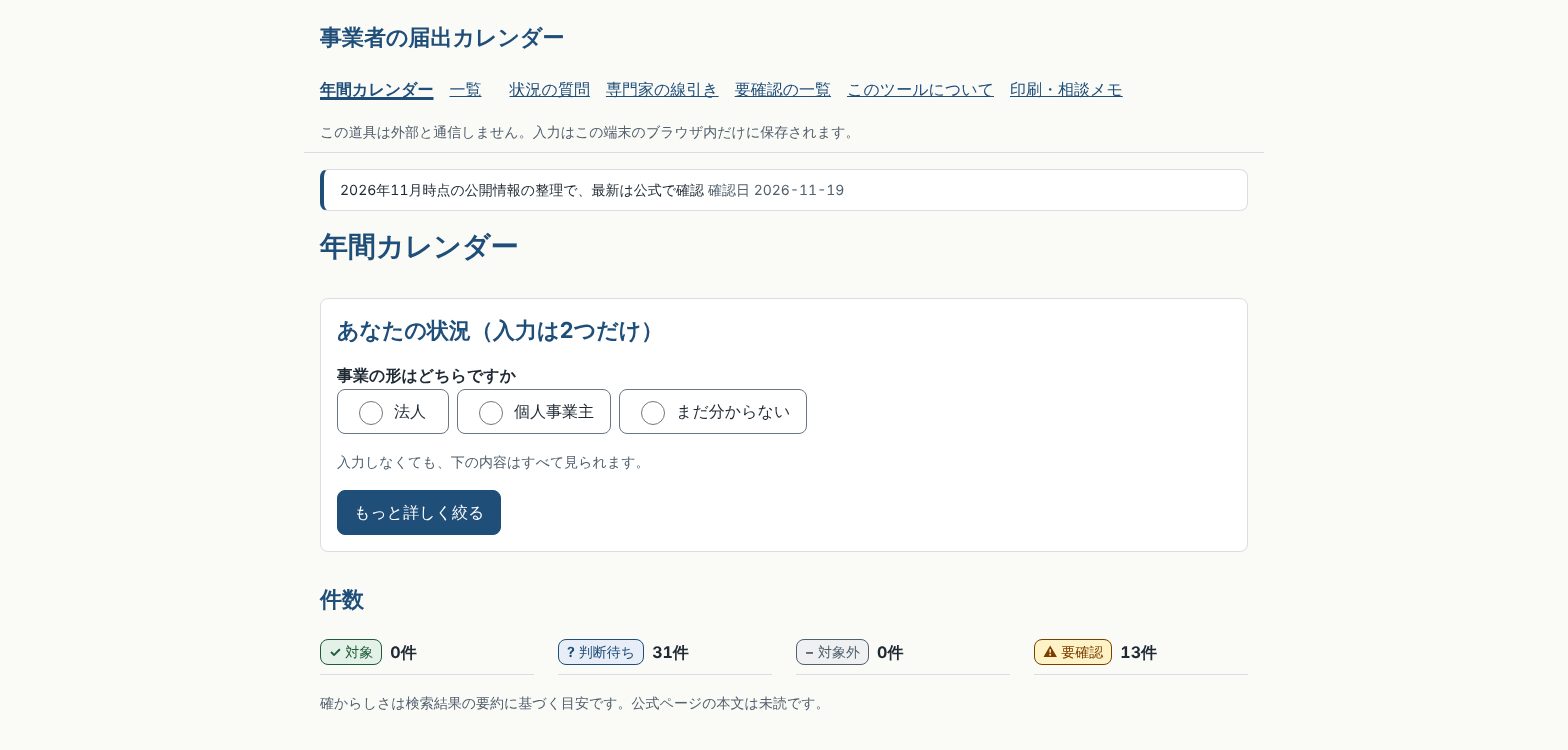 事業者の届出カレンダー
年間カレンダー 一覧 状況の質問 専門家の線引き 要確認の一覧 このツールについて 印刷・相談メモ
この道具は外部と通信しません。入力はこの端末のブラウザ内だけに保存されます。
2026年11月時点の公開情報の整理で、最新は公式で確認 確認日 2026-11-19
年間カレンダー
あなたの状況（入力は2つだけ）
事業の形はどちらですか
法人 個人事業主 まだ分からない
入力しなくても、下の内容はすべて見られます。
もっと詳しく絞る
件数
✓ 対象 0件 ? 判断待ち 31件 – 対象外 0件 ⚠ 要確認 13件
確からしさは検索結果の要約に基づく目安です。公式ページの本文は未読です。